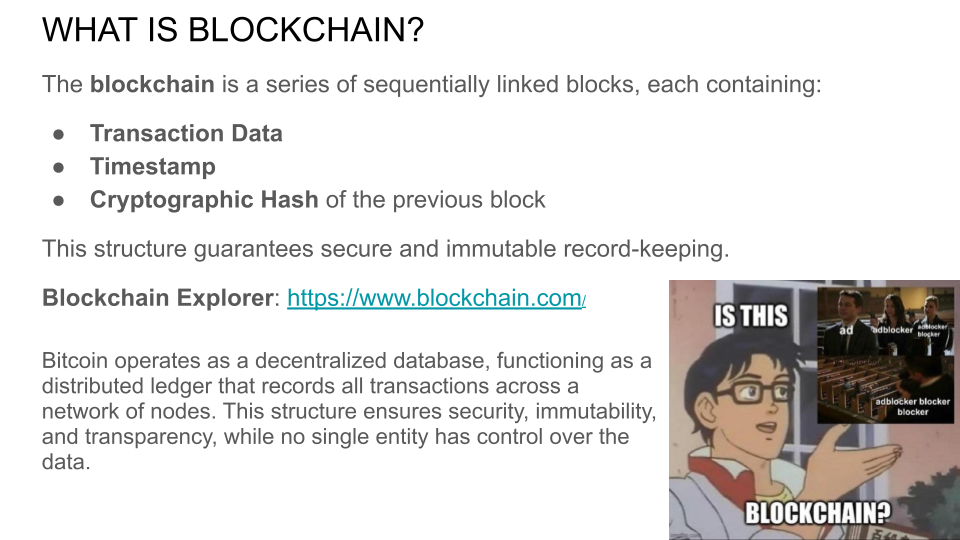 WHAT IS BLOCKCHAIN?
The blockchain is a series of sequentially linked blocks, each containing:
● Transaction Data
● Timestamp
● Cryptographic Hash of the previous block
This structure guarantees secure and immutable record-keeping.
Blockchain Explorer: https://www.blockchain.com/
Bitcoin operates as a decentralized database, functioning as a
distributed ledger that records all transactions across a
network of nodes. This structure ensures security, immutability,
and transparency, while no single entity has control over the
data.
IS THIS
ad
adblocker
adblocker
blocker
adblocker blocker
blocker
BLOCKCHAIN?